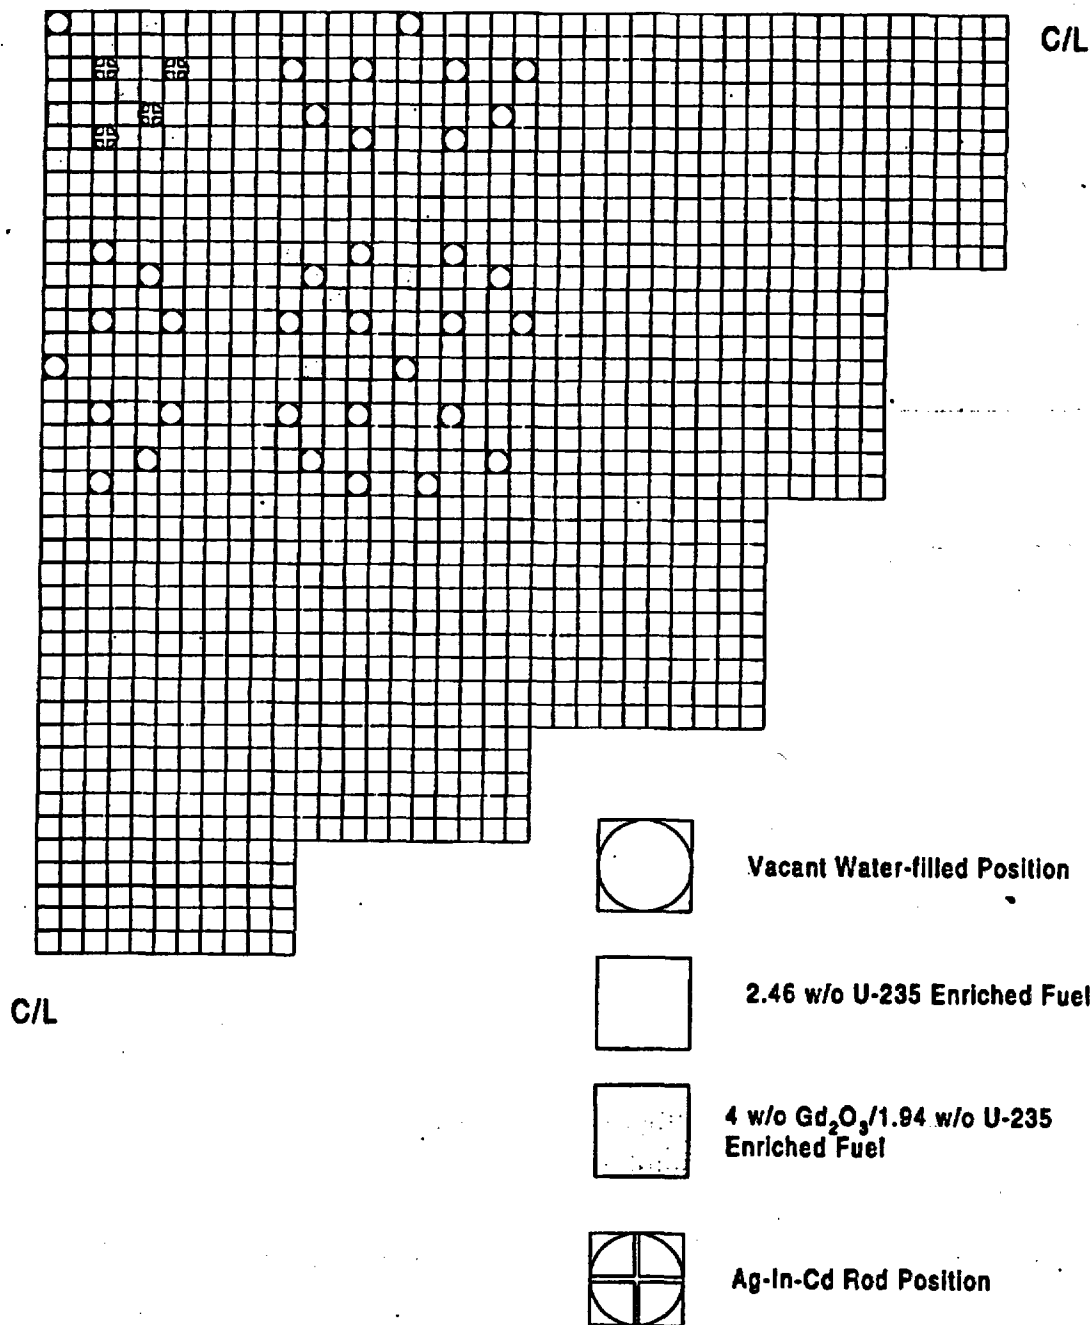 C/L
C/L
Vacant Water-filled Position
2.46 w/o U-235 Enriched Fuel
4 w/o Gd₂O₃/1.94 w/o U-235
Enriched Fuel
Ag-In-Cd Rod Position